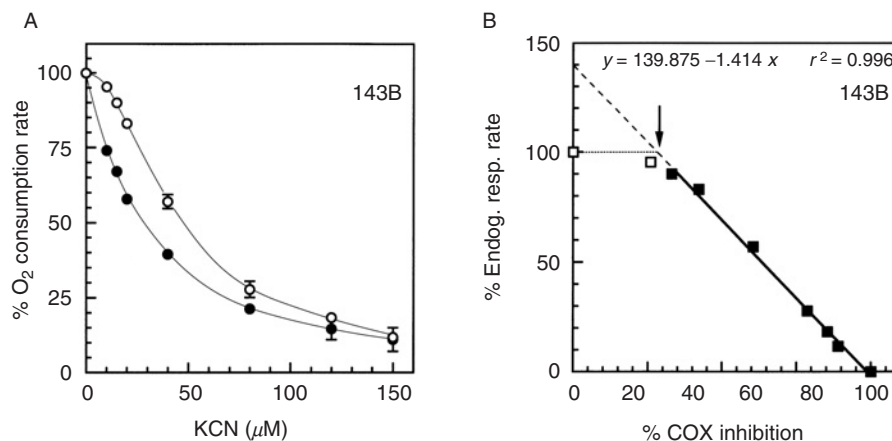 A
% O₂ consumption rate
100
75
50
25
0
143B
0 40 100 150
KCN (μM)
B
% Endog. resp. rate
150
100
50
0
y = 139.875 –1.414 x r² = 0.996
143B
0 20 40 60 80 100
% COX inhibition